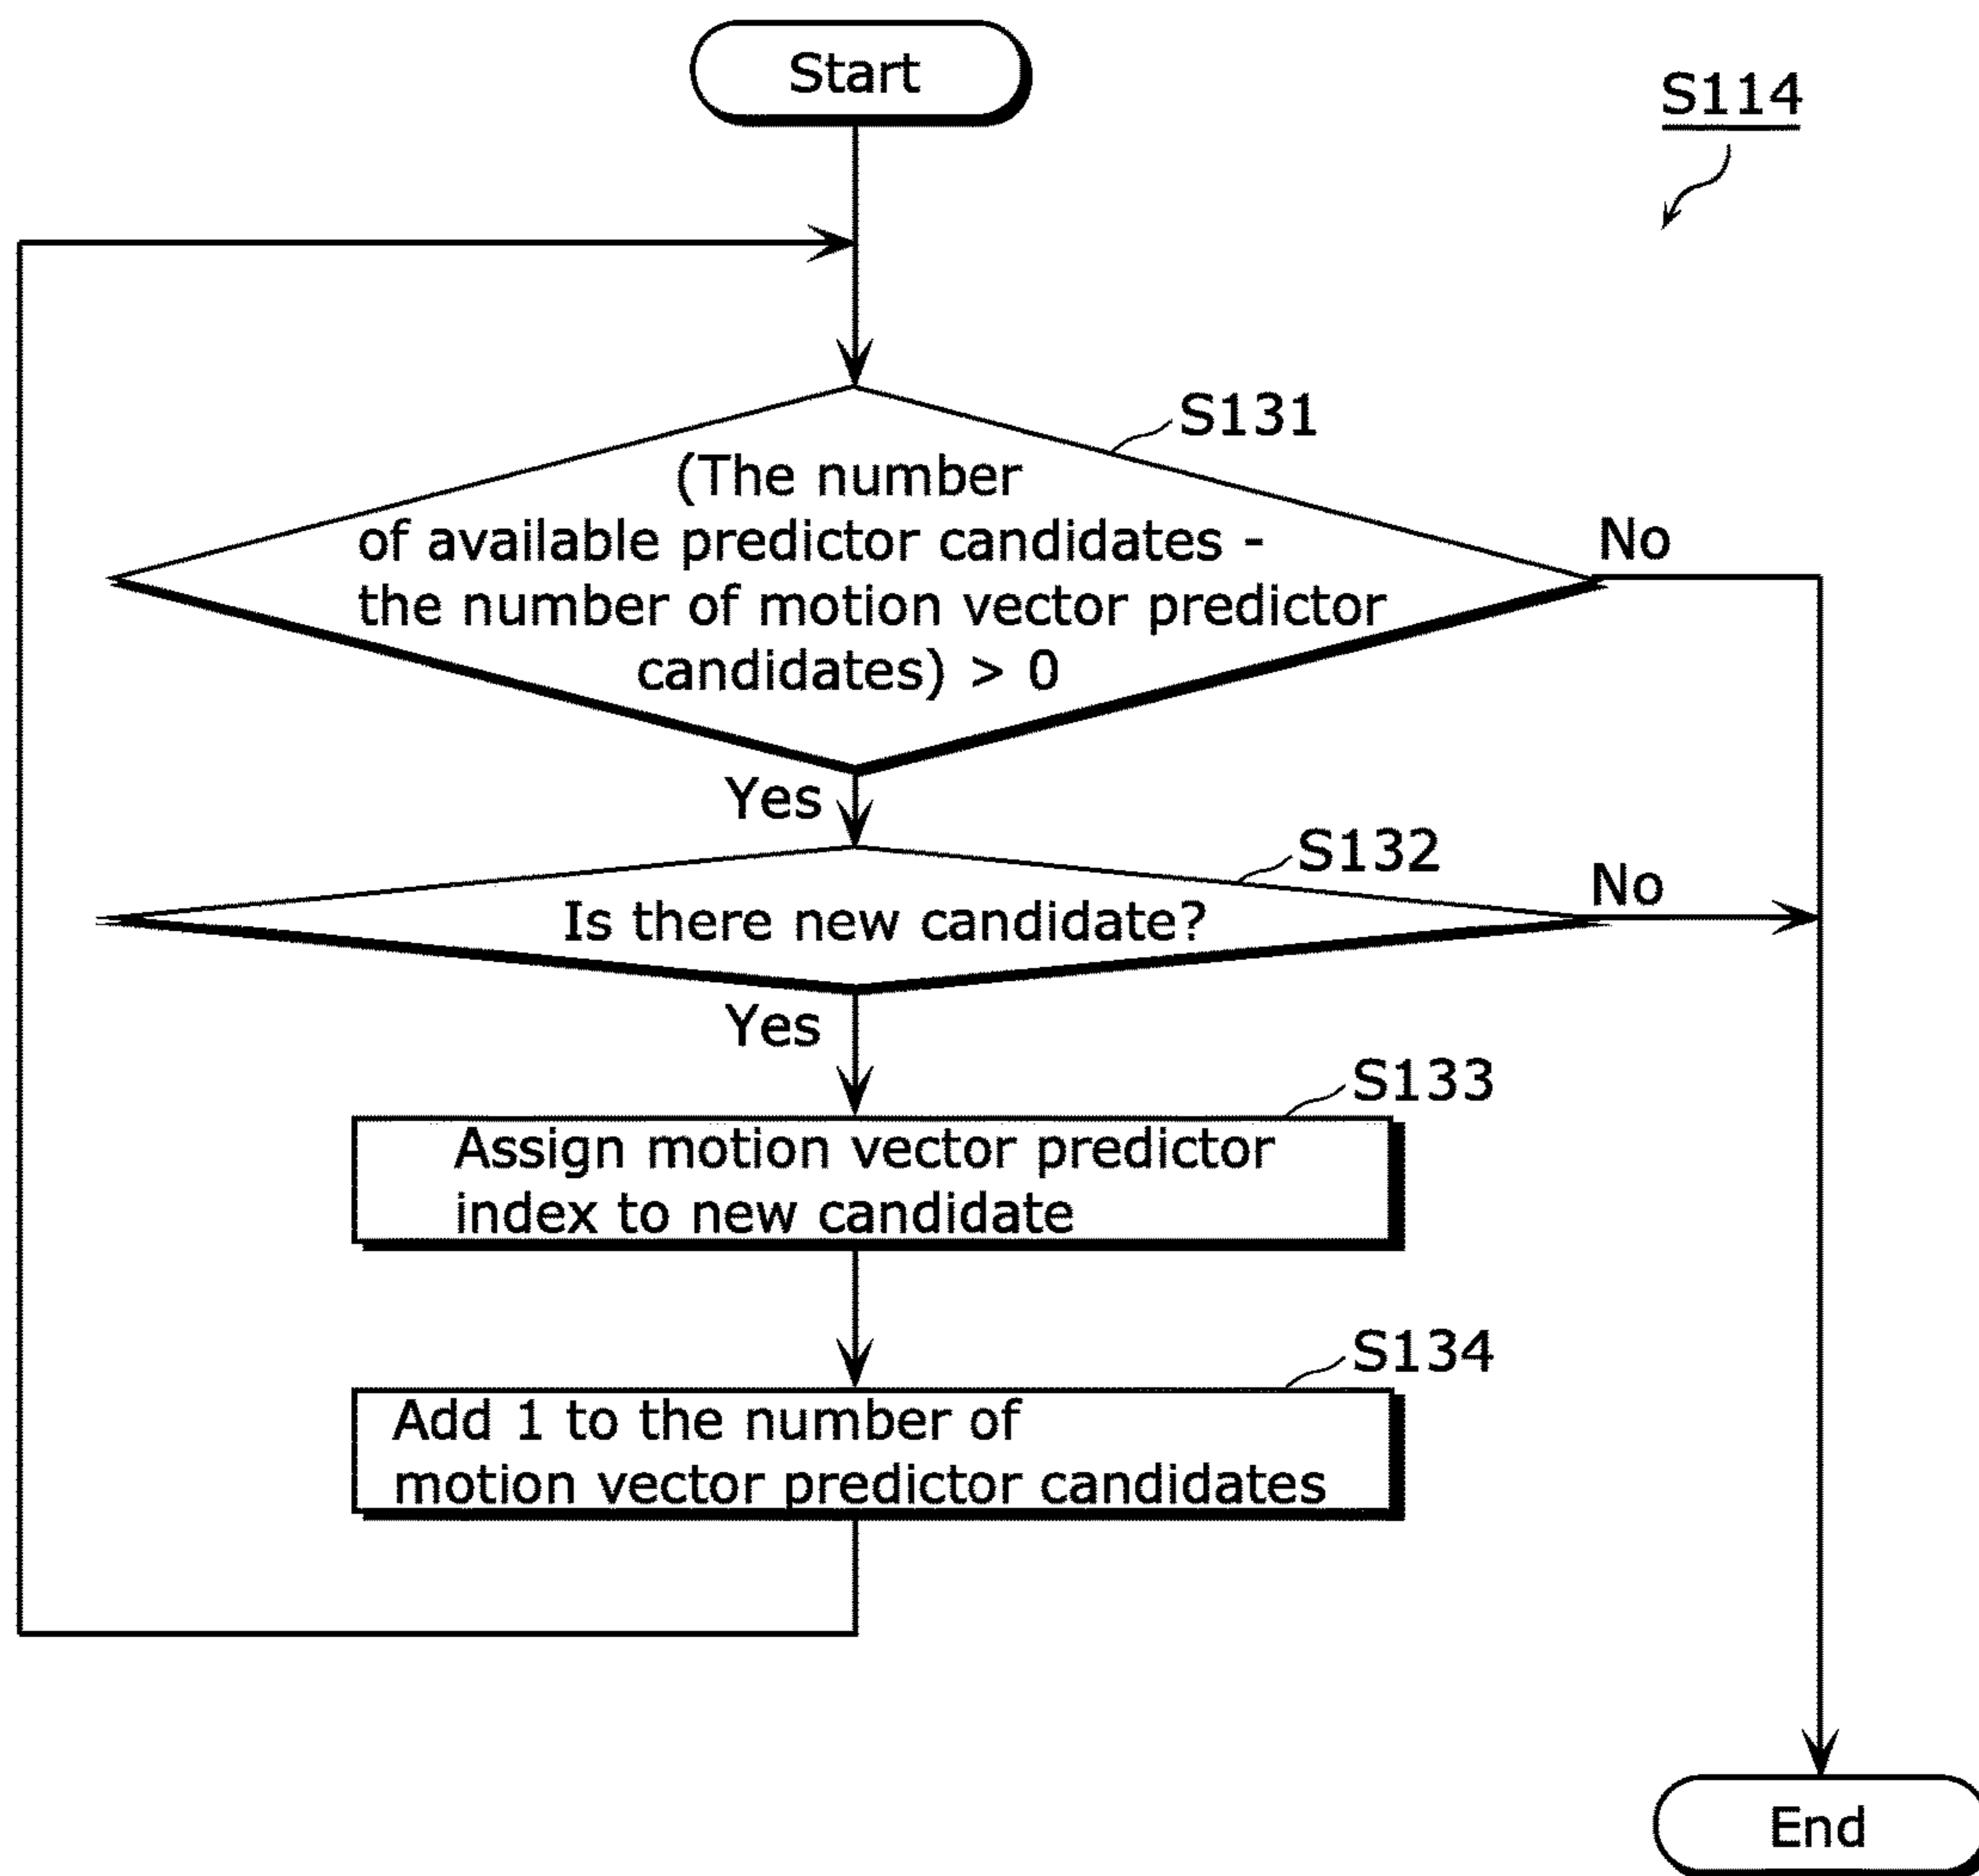 Start
S114
S131
(The number
of available predictor candidates -
the number of motion vector predictor
candidates) > 0
No
Yes
S132
Is there new candidate?
No
Yes
S133
Assign motion vector predictor
index to new candidate
S134
Add 1 to the number of
motion vector predictor candidates
End